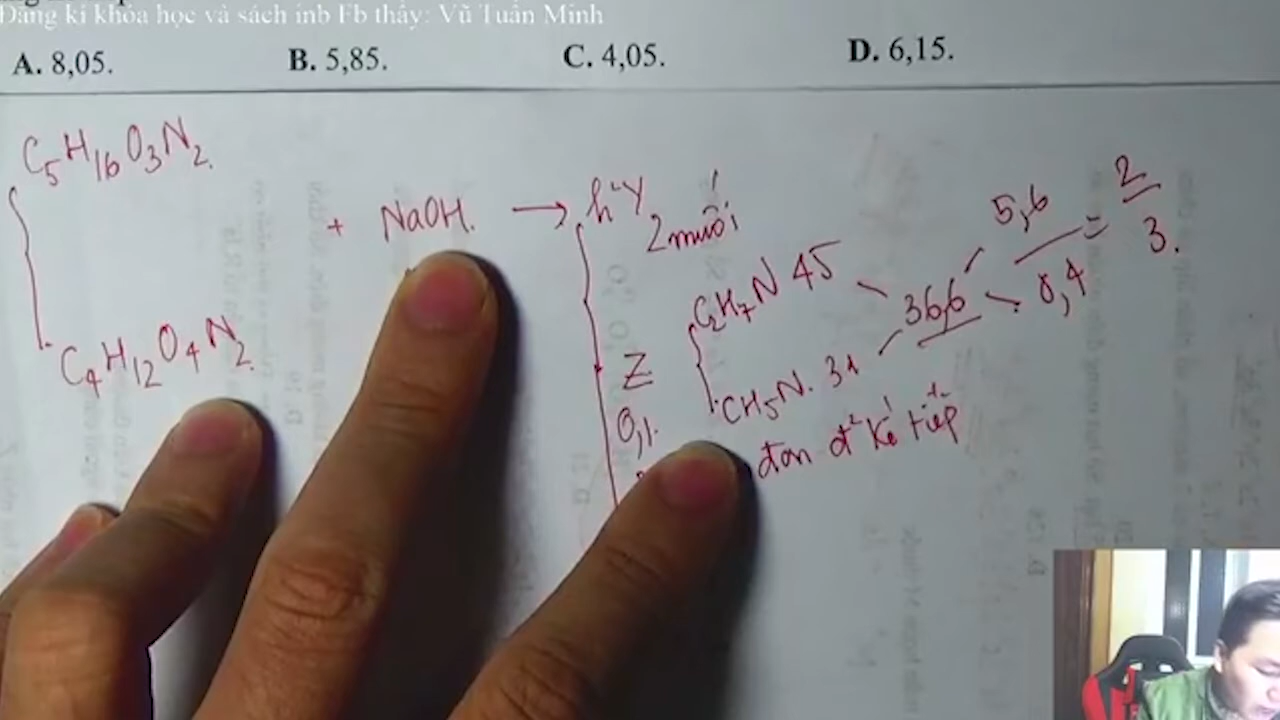 Đăng kí khóa học và sách inb Fb thầy: Vũ Tuấn Minh
A. 8,05. B. 5,85. C. 4,05. D. 6,15.
C5H16O3N2
+ NaOH. → h²Y 2 muối
C4H12O4N2
Z
0,1.
C2H7N 45
CH5N. 31
36,6
5,6
8,4
= 2/3.
đơn đ² kế tiếp